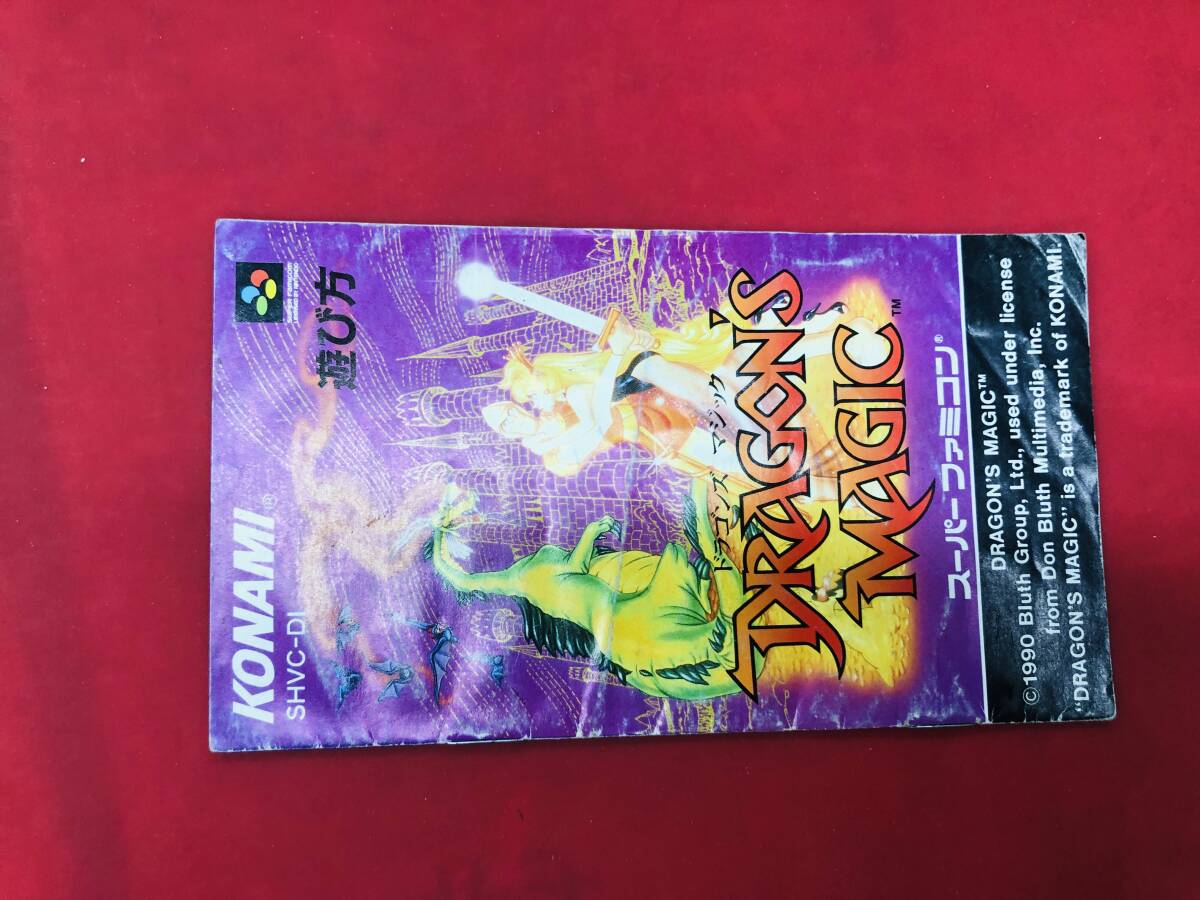 KONAMI®
SHVC-DI
遊び方
ドラゴンズ マジック
DRAGON'S
MAGIC™
スーパーファミコン®
DRAGON'S MAGIC™
©1990 Bluth Group, Ltd., used under license
from Don Bluth Multimedia, Inc.
"DRAGON'S MAGIC" is a trademark of KONAMI.